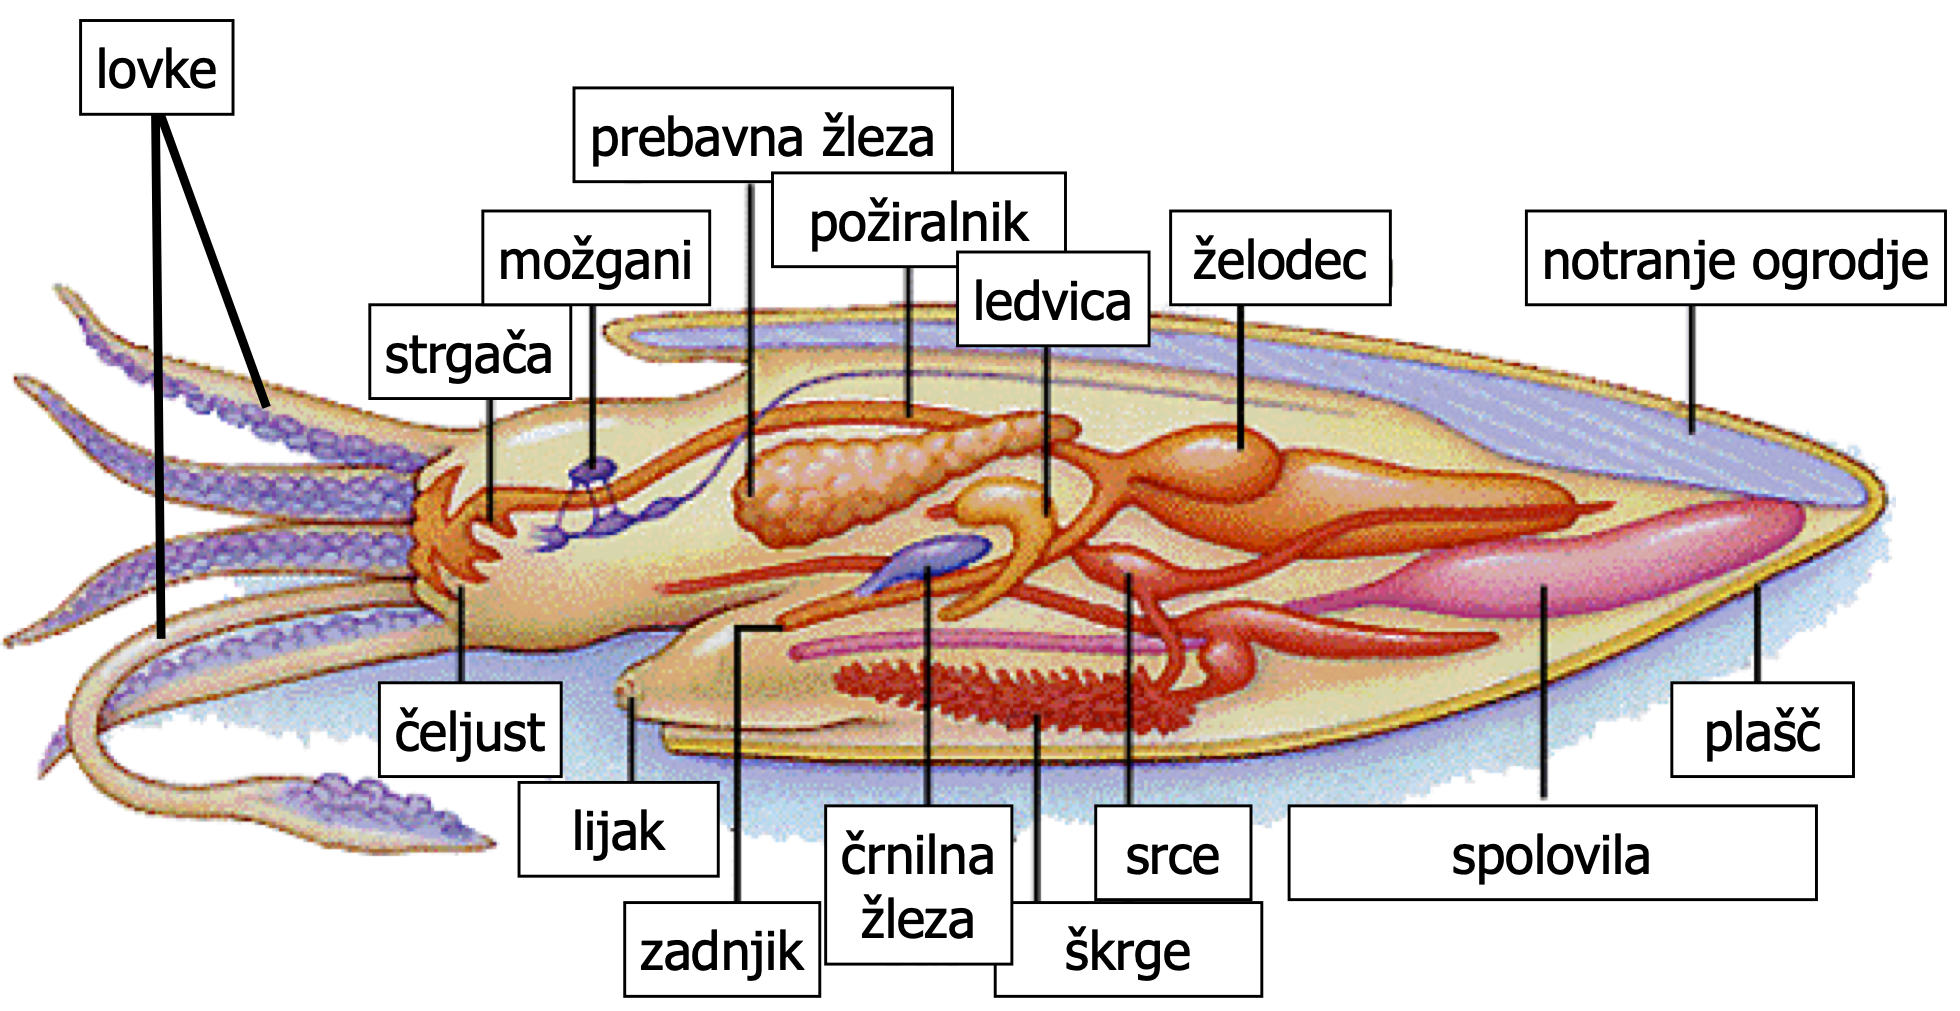 lovke
prebavna žleza
požiralnik
možgani
želodec
notranje ogrodje
ledvica
strgača
čeljust
plašč
lijak
črnilna
žleza
srce
spolovila
zadnjik
škrge